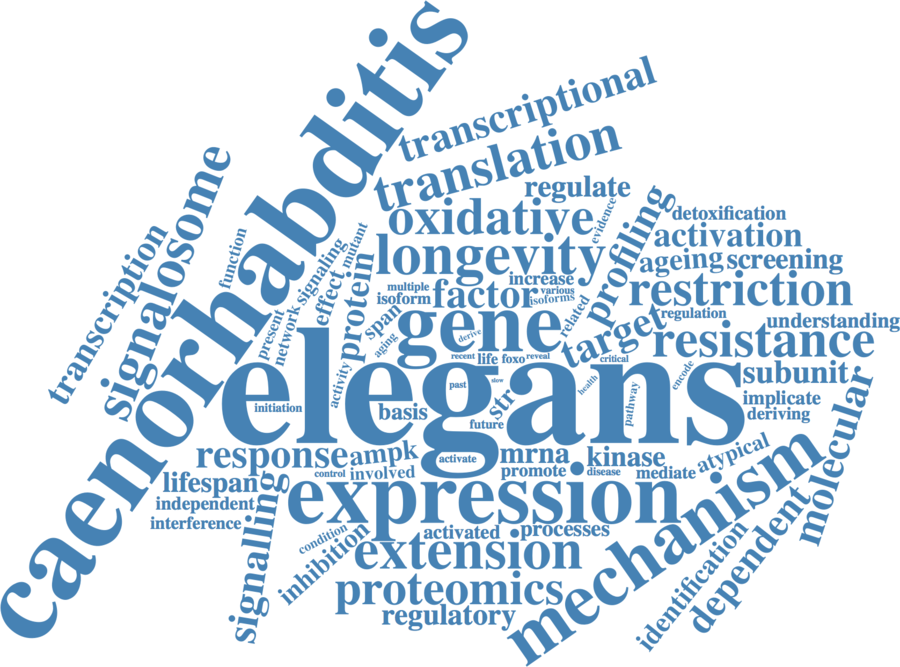 caenorhabditis
elegans
transcriptional
translation
regulate
evidence
oxidative
longevity
profiling
detoxification
activation
ageing
screening
restriction
regulation
understanding
resistance
target
related
increase
various
isoforms
multiple
isoform
factor
gene
derive
recent
life
foxo
reveal
critical
encode
subunit
implicate
deriving
molecular
transcription
signalosome
function
present
network
signaling
effect
mutant
protein
span
aging
activity
initiation
basis
past
slow
str
future
health
pathway
response
ampk
activate
mrna
kinase
control
involved
promote
disease
mediate
atypical
lifespan
independent
interference
signalling
expression
condition
inhibition
activated
processes
extension
proteomics
regulatory
mechanism
identification
dependent